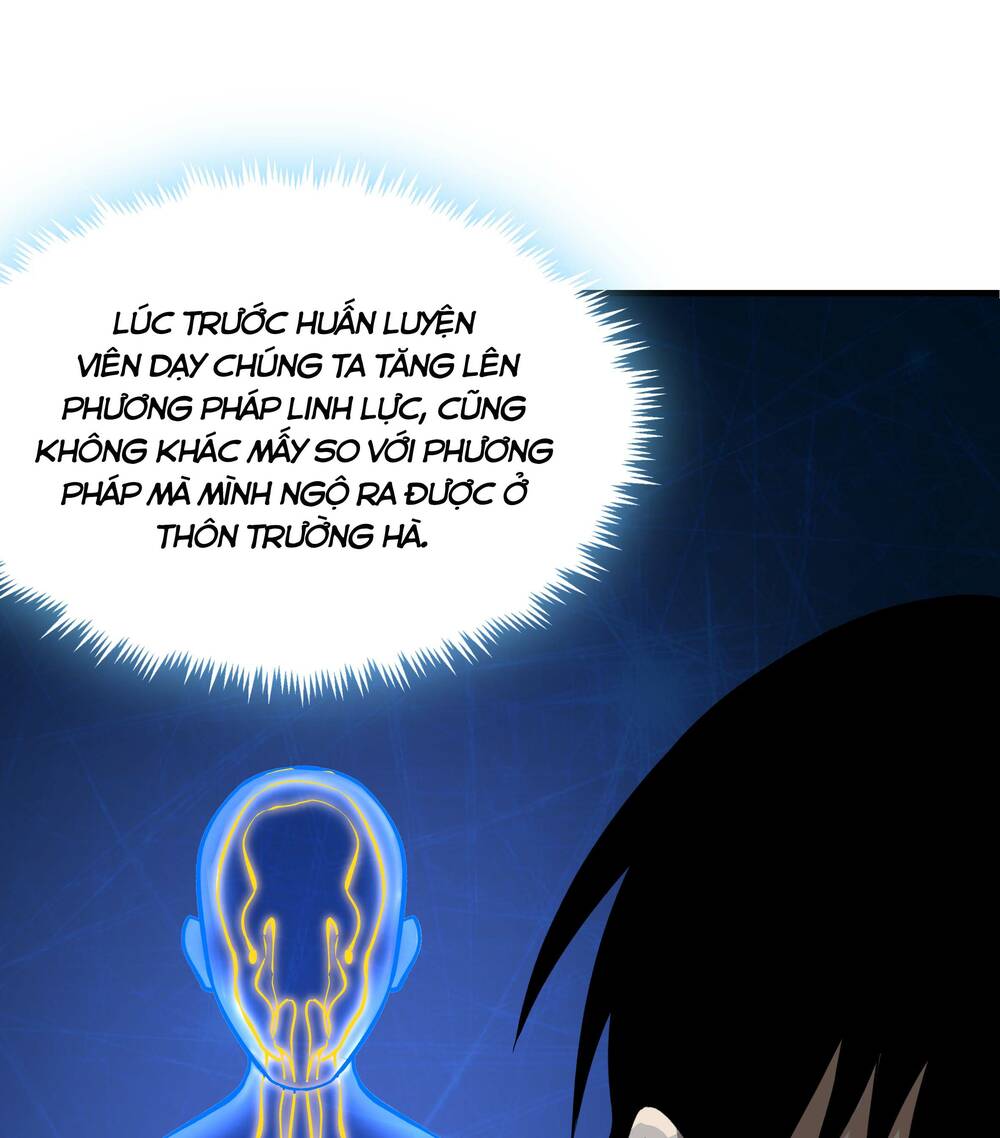 LÚC TRƯỚC HUẤN LUYỆN
VIÊN DẠY CHÚNG TA TĂNG LÊN
PHƯƠNG PHÁP LINH LỰC, CŨNG
KHÔNG KHÁC MẤY SO VỚI PHƯƠNG
PHÁP MÀ MÌNH NGỘ RA ĐƯỢC Ở
THÔN TRƯỜNG HÀ.